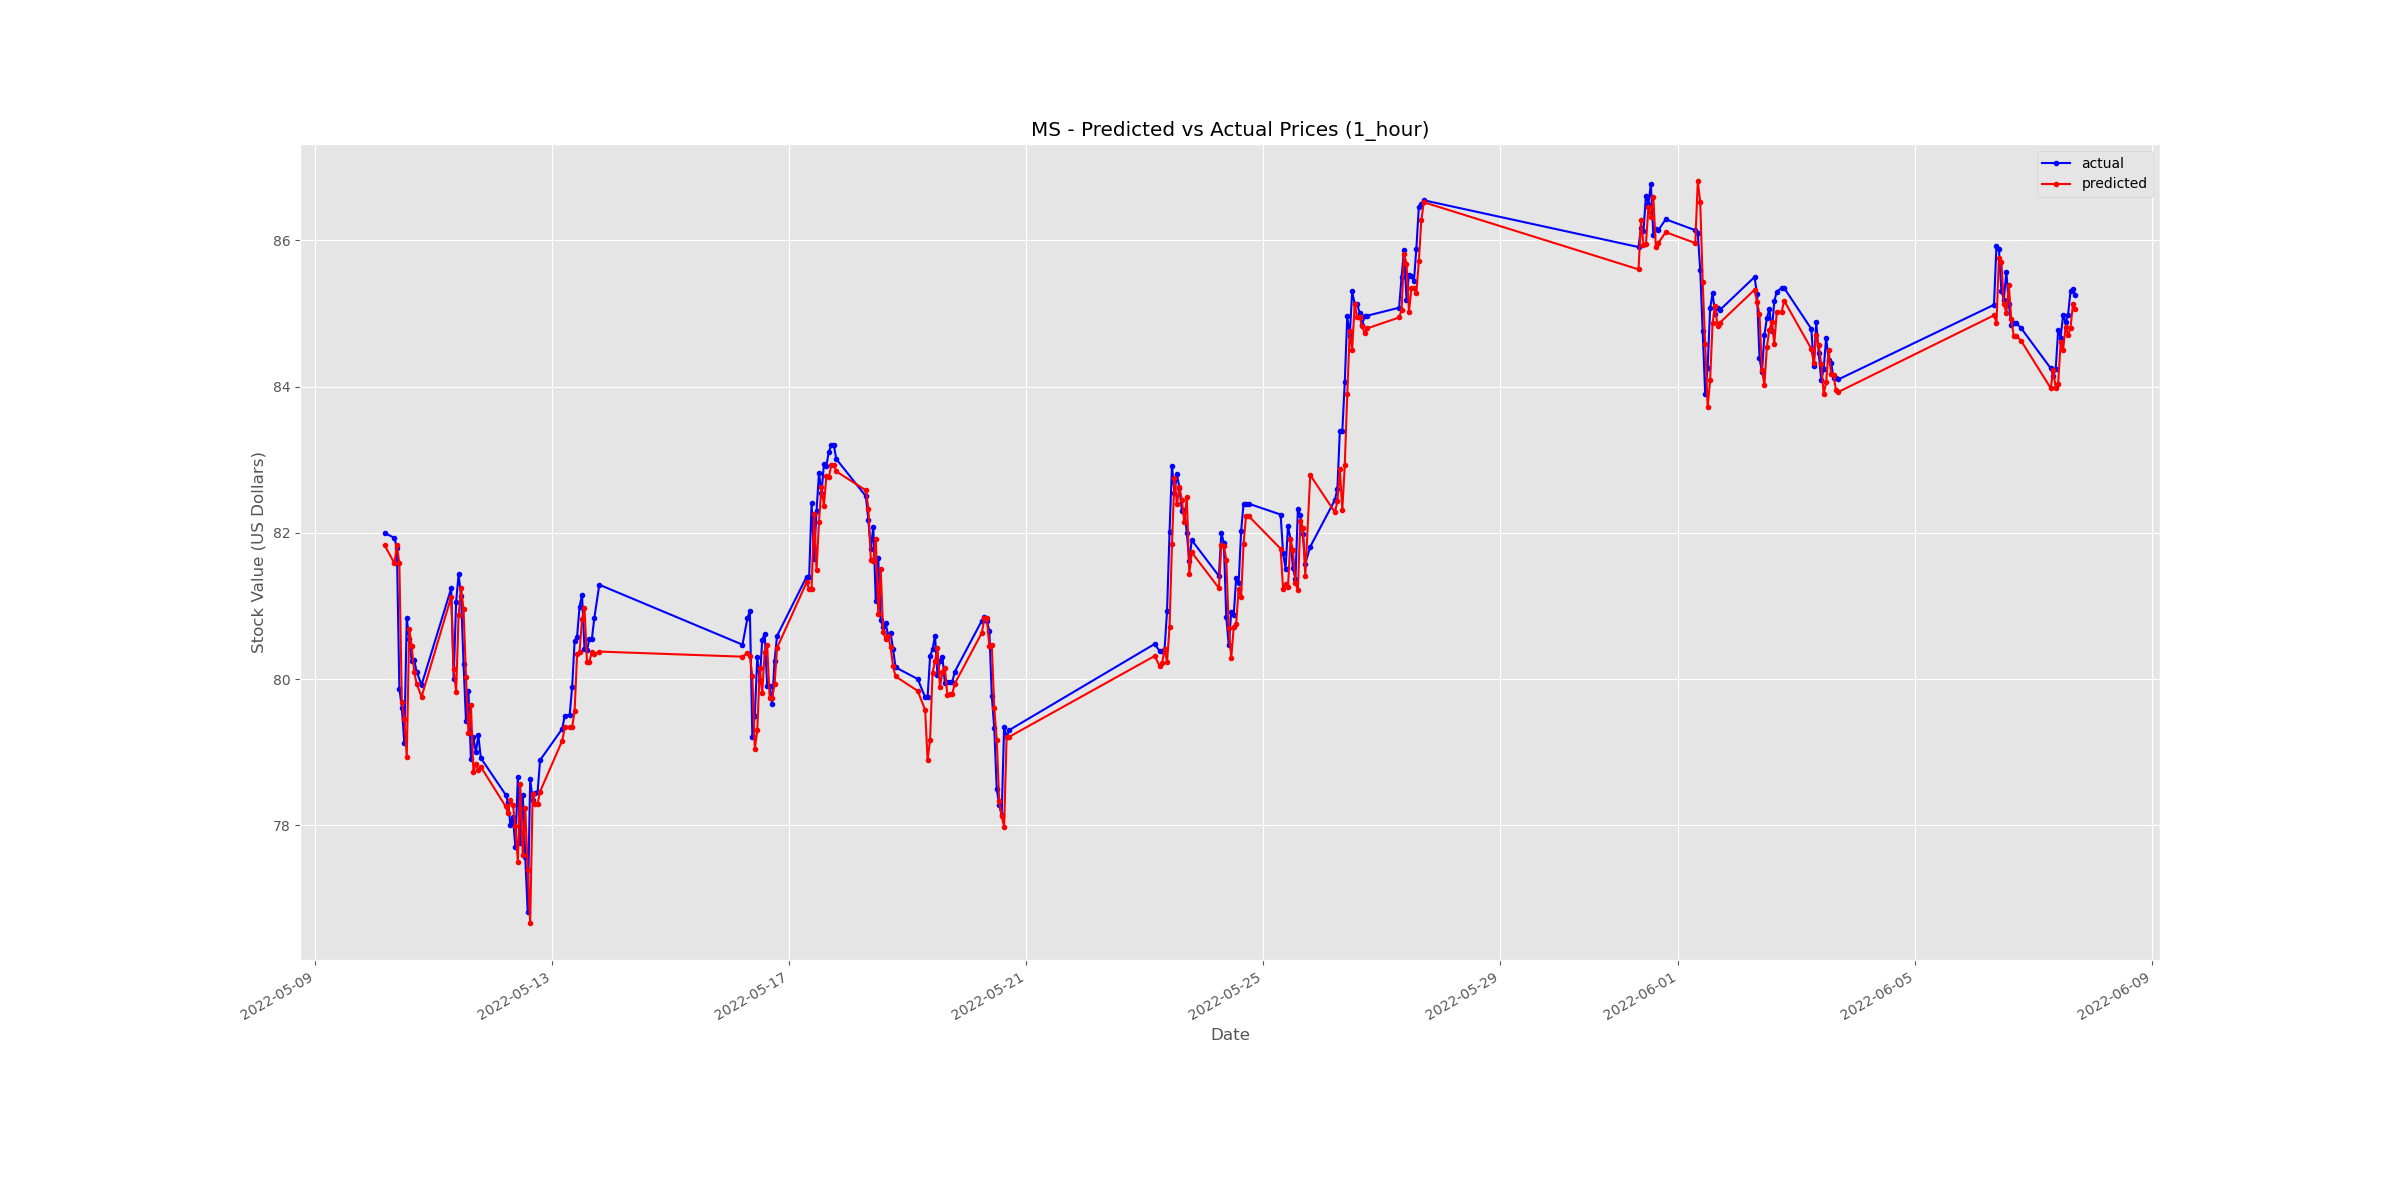 MS - Predicted vs Actual Prices (1_hour)
actual
predicted
Stock Value (US Dollars)
86
84
82
80
78
2022-05-09
2022-05-13
2022-05-17
2022-05-21
2022-05-25
2022-05-29
2022-06-01
2022-06-05
2022-06-09
Date